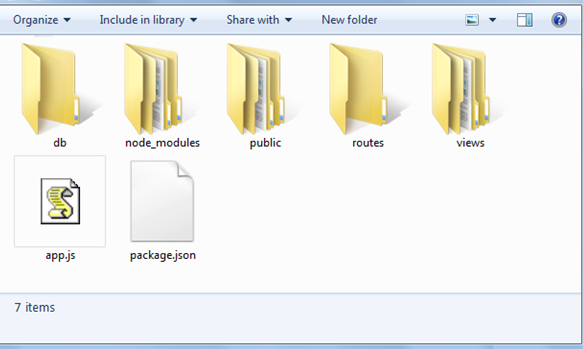 Organize Include in library Share with New folder
db node_modules public routes views
app.js package.json
7 items